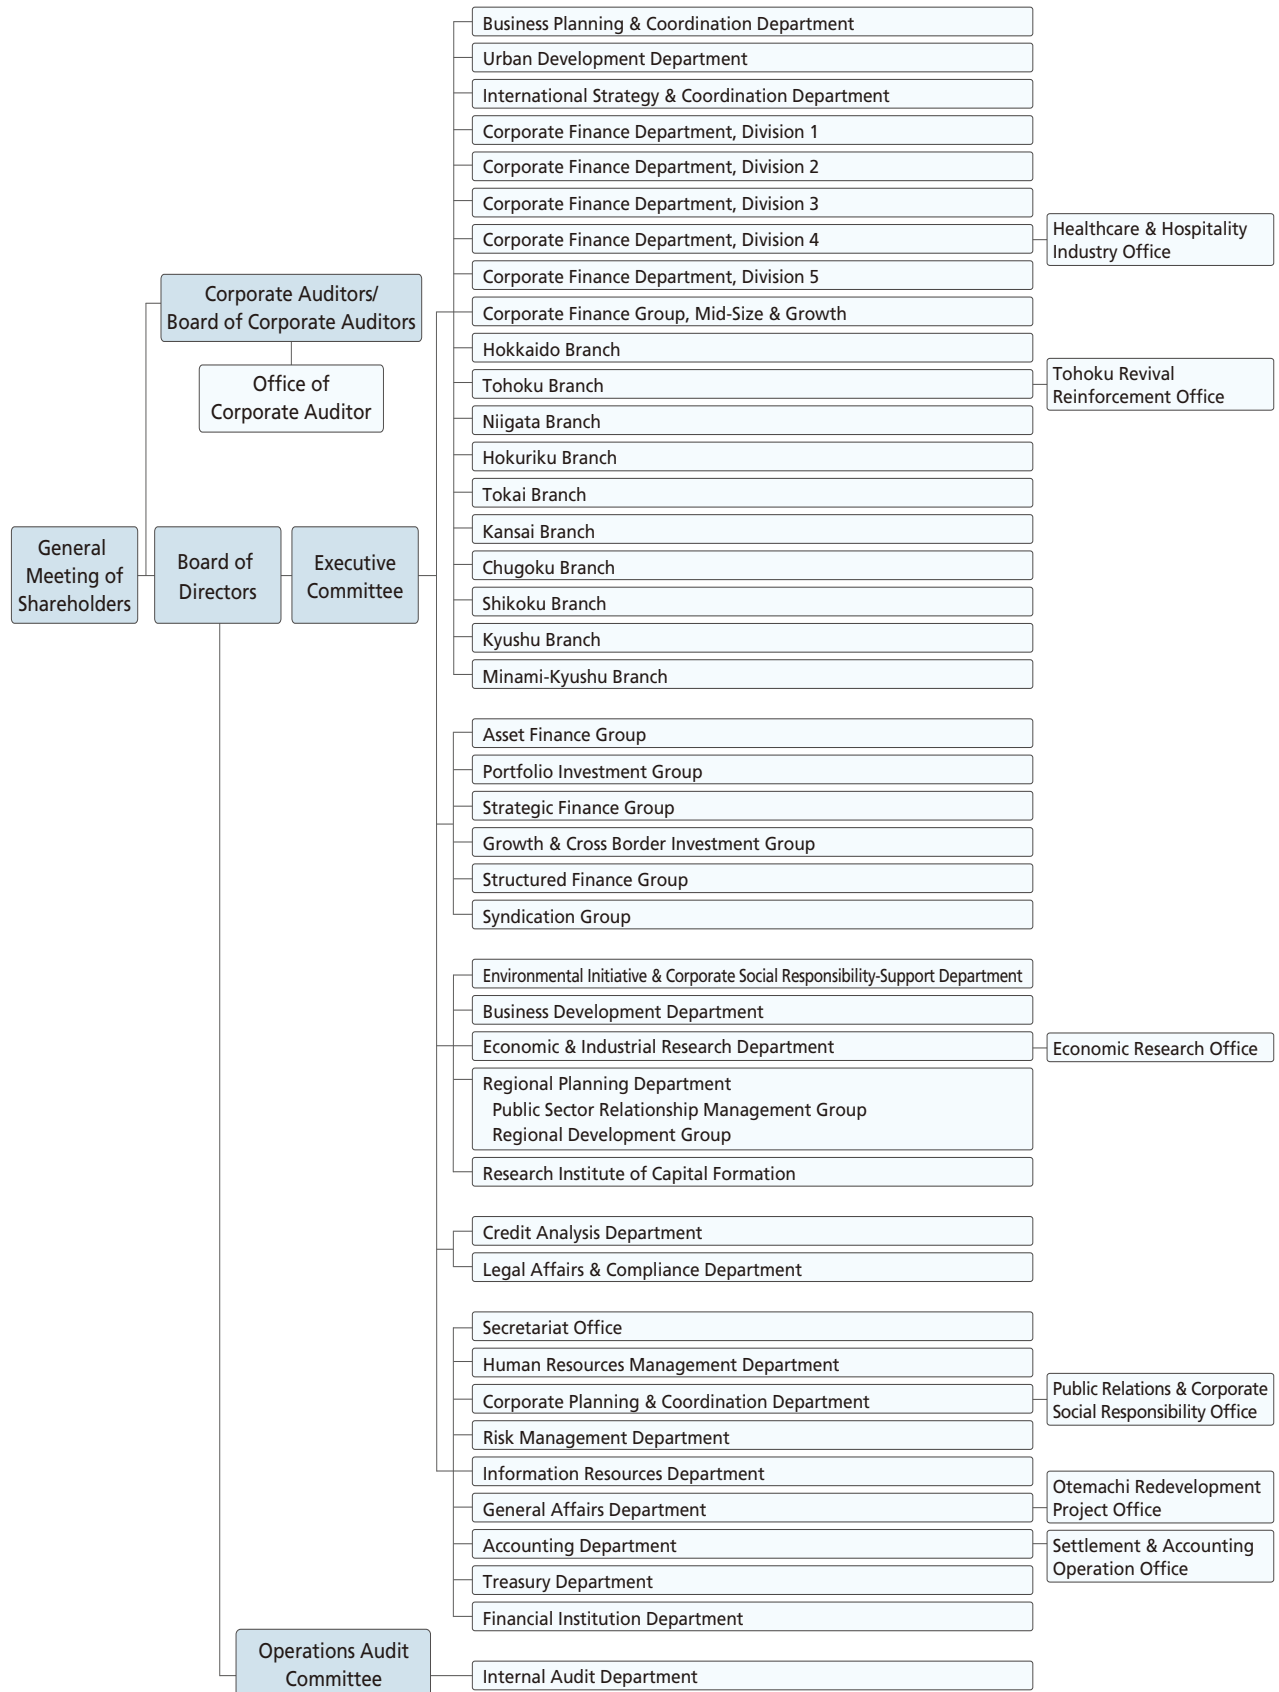 Business Planning & Coordination Department
Urban Development Department
International Strategy & Coordination Department
Corporate Finance Department, Division 1
Corporate Finance Department, Division 2
Corporate Finance Department, Division 3
Corporate Finance Department, Division 4
Healthcare & Hospitality
Industry Office
Corporate Finance Department, Division 5
Corporate Finance Group, Mid-Size & Growth
Hokkaido Branch
Tohoku Branch
Tohoku Revival
Reinforcement Office
Niigata Branch
Hokuriku Branch
Tokai Branch
Kansai Branch
Chugoku Branch
Shikoku Branch
Kyushu Branch
Minami-Kyushu Branch
Corporate Auditors/
Board of Corporate Auditors
Office of
Corporate Auditor
General
Meeting of
Shareholders
Board of
Directors
Executive
Committee
Asset Finance Group
Portfolio Investment Group
Strategic Finance Group
Growth & Cross Border Investment Group
Structured Finance Group
Syndication Group
Environmental Initiative & Corporate Social Responsibility-Support Department
Business Development Department
Economic & Industrial Research Department
Economic Research Office
Regional Planning Department
Public Sector Relationship Management Group
Regional Development Group
Research Institute of Capital Formation
Credit Analysis Department
Legal Affairs & Compliance Department
Secretariat Office
Human Resources Management Department
Corporate Planning & Coordination Department
Public Relations & Corporate
Social Responsibility Office
Risk Management Department
Information Resources Department
General Affairs Department
Otemachi Redevelopment
Project Office
Accounting Department
Settlement & Accounting
Operation Office
Treasury Department
Financial Institution Department
Operations Audit
Committee
Internal Audit Department